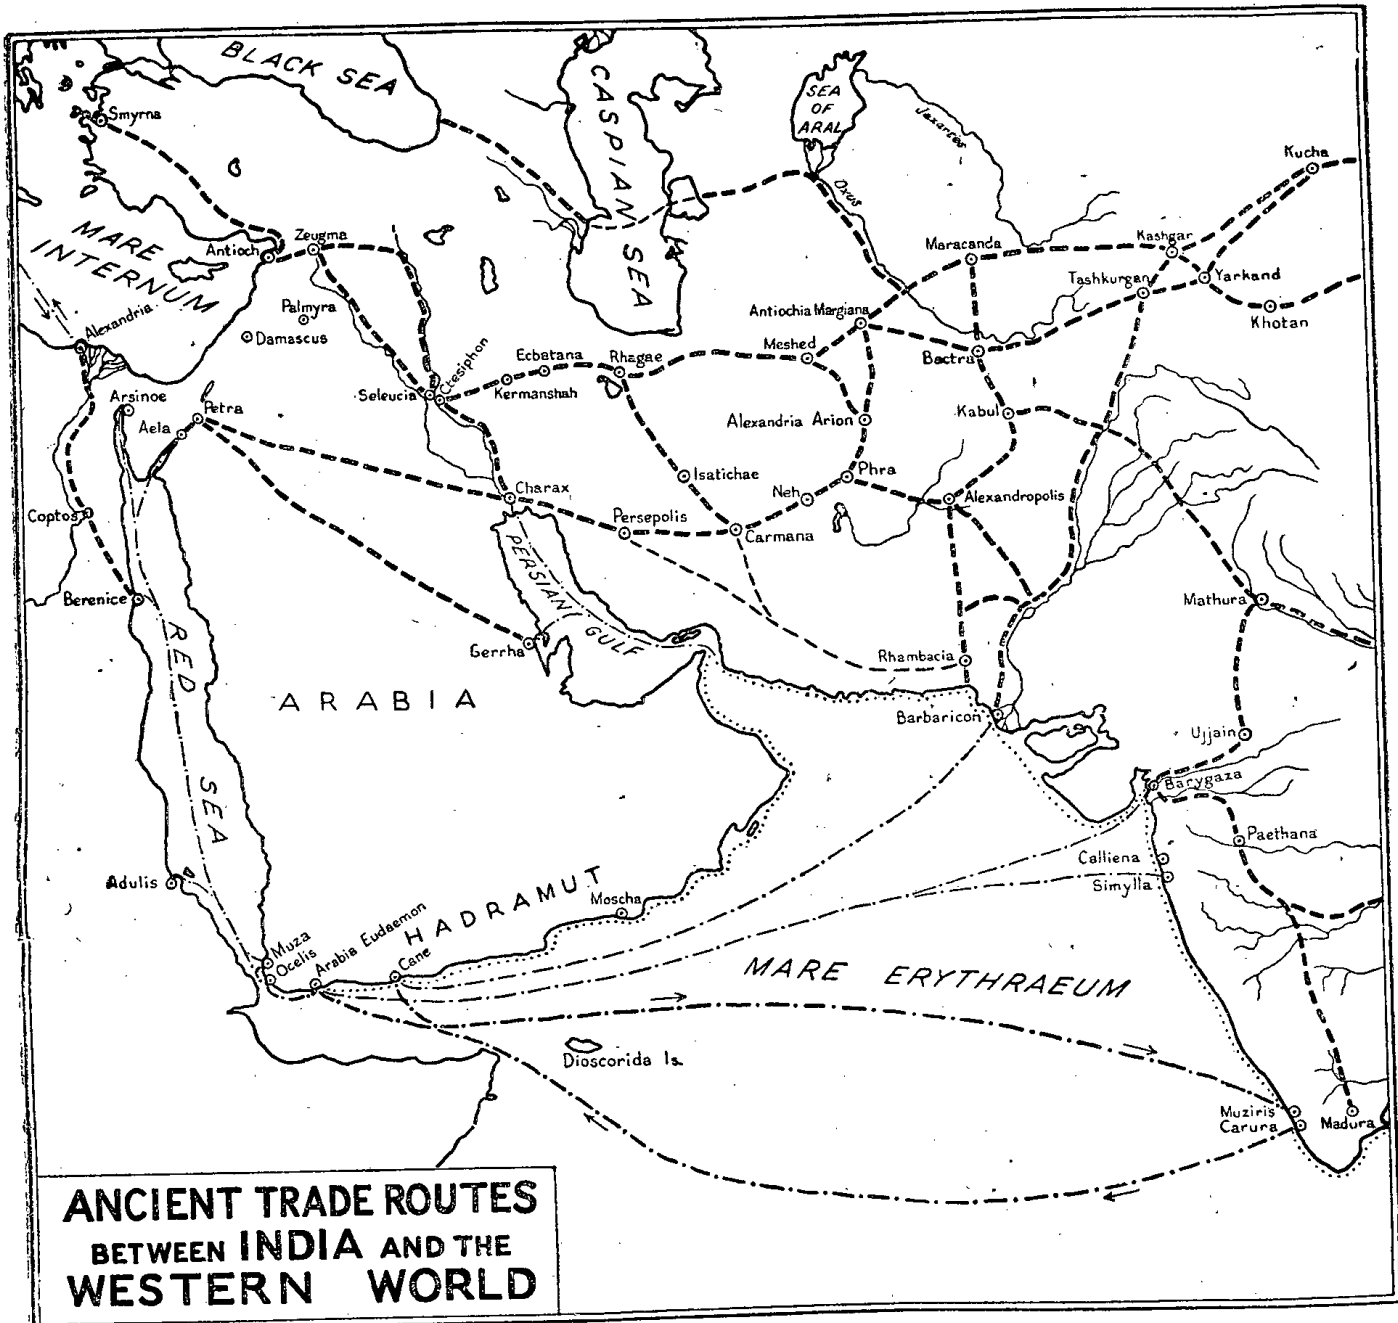 BLACK SEA
CASPIAN SEA
SEA
OF
ARAL
Jaxartes
Oxus
Smyrna
Kucha
MARE
INTERNUM
Antioch
Zeugma
Maracanda
Kashgar
Tashkurgan
Yarkand
Khotan
Alexandria
Palmyra
Damascus
Antiochia Margiana
Meshed
Bactra
Ctesiphon
Seleucia
Ecbatana
Kermanshah
Rhagae
Arsinoe
Petra
Aela
Alexandria Arion
Kabul
Isatichae
Neh
Phra
Alexandropolis
Charax
Coptos
Persepolis
Carmana
PERSIAN GULF
Berenice
Mathura
RED SEA
Gerrha
Rhambacia
ARABIA
Barbaricon
Ujjain
Barygaza
Paethana
Calliena
Simylla
Adulis
HADRAMUT
Moscha
Muza
Ocelis
Arabia Eudaemon
Cane
MARE ERYTHRAEUM
Dioscorida Is.
Muziris
Carura
Madura
ANCIENT TRADE ROUTES
BETWEEN INDIA AND THE
WESTERN WORLD